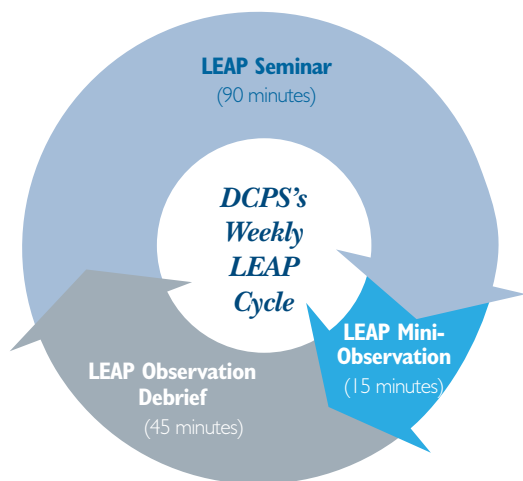 LEAP Seminar
(90 minutes)
DCPS's
Weekly
LEAP
Cycle
LEAP Mini-
Observation
(15 minutes)
LEAP Observation
Debrief
(45 minutes)